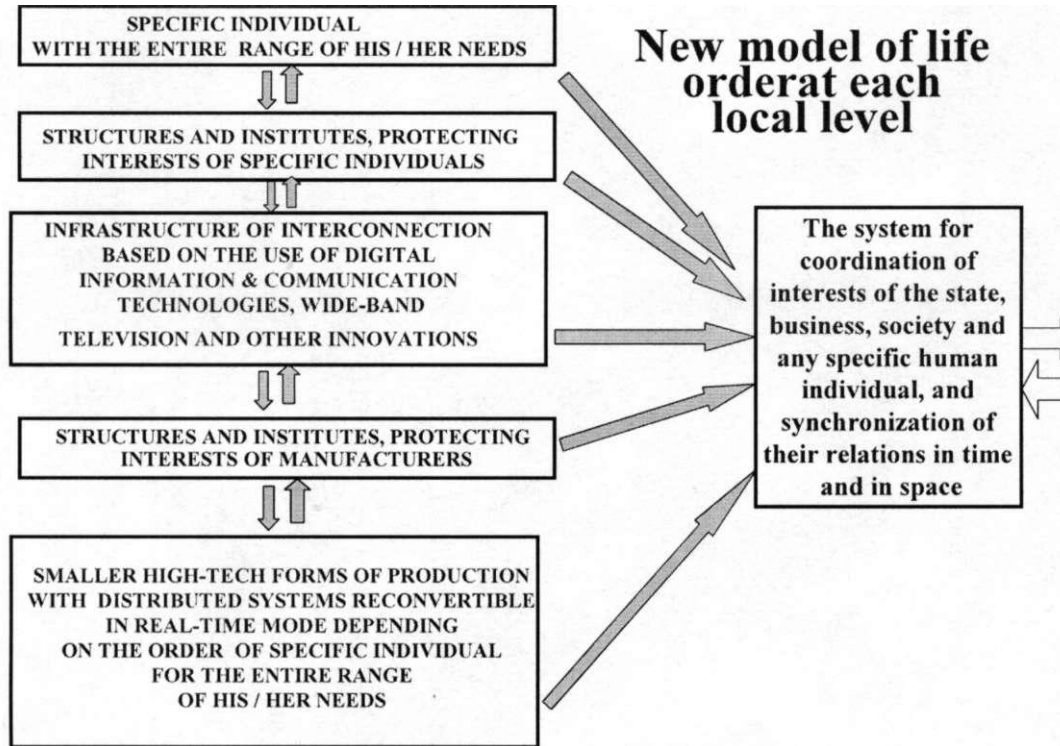 SPECIFIC INDIVIDUAL
WITH THE ENTIRE RANGE OF HIS / HER NEEDS
New model of life
orderat each
local level
STRUCTURES AND INSTITUTES, PROTECTING
INTERESTS OF SPECIFIC INDIVIDUALS
INFRASTRUCTURE OF INTERCONNECTION
BASED ON THE USE OF DIGITAL
INFORMATION & COMMUNICATION
TECHNOLOGIES, WIDE-BAND
TELEVISION AND OTHER INNOVATIONS
STRUCTURES AND INSTITUTES, PROTECTING
INTERESTS OF MANUFACTURERS
SMALLER HIGH-TECH FORMS OF PRODUCTION
WITH DISTRIBUTED SYSTEMS RECONVERTIBLE
IN REAL-TIME MODE DEPENDING
ON THE ORDER OF SPECIFIC INDIVIDUAL
FOR THE ENTIRE RANGE
OF HIS / HER NEEDS
The system for
coordination of
interests of the state,
business, society and
any specific human
individual, and
synchronization of
their relations in time
and in space